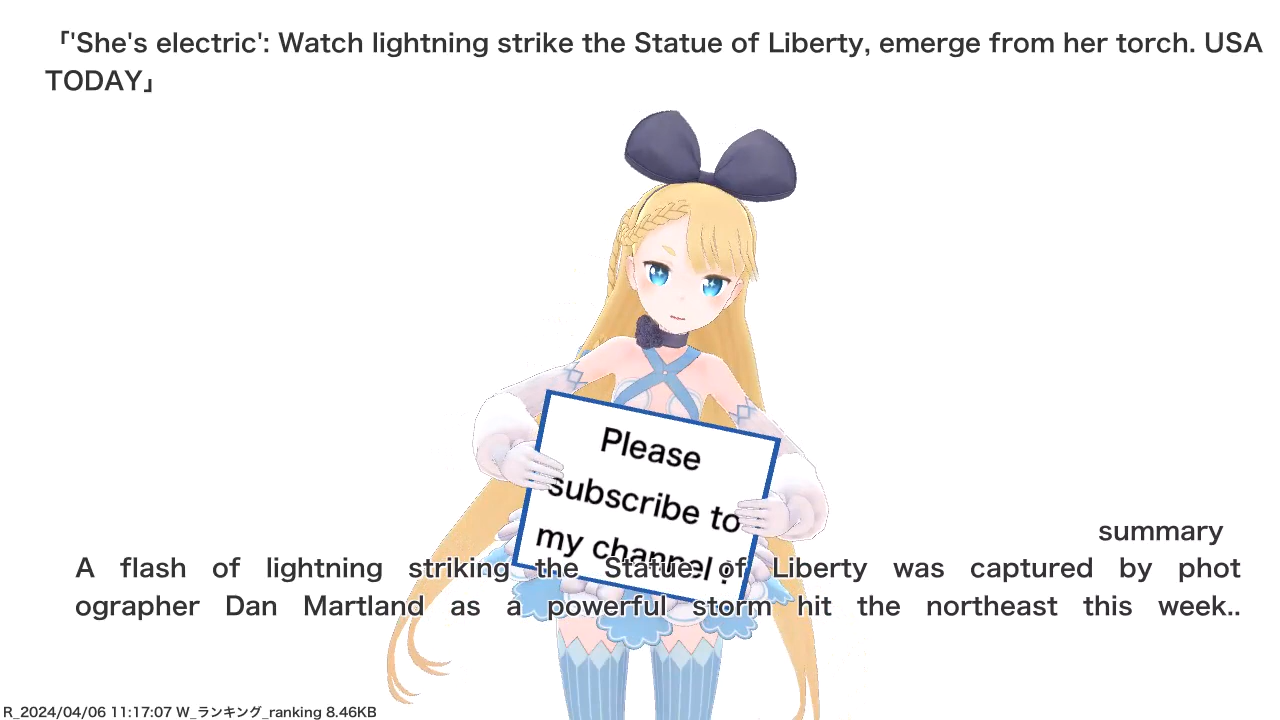 「'She's electric': Watch lightning strike the Statue of Liberty, emerge from her torch. USA
TODAY」
Please
subscribe to
my channel !
summary
A flash of lightning striking the Statue of Liberty was captured by phot
ographer Dan Martland as a powerful storm hit the northeast this week..
R_2024/04/06 11:17:07 W_ランキング_ranking 8.46KB